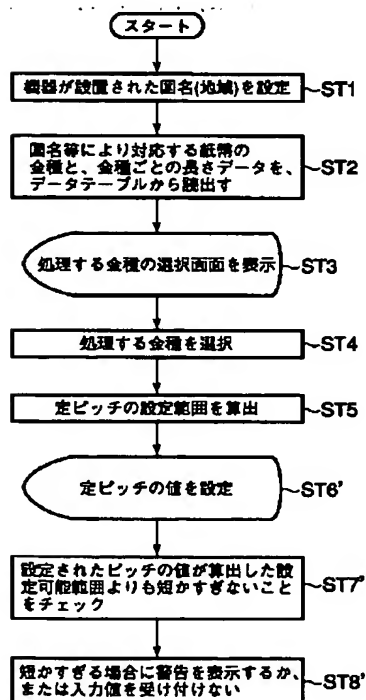 スタート
機器が設置された国名(地域)を設定
ST1
国名等により対応する紙幣の
金種と、金種ごとの長さデータを、
データテーブルから読出す
ST2
処理する金種の選択画面を表示
ST3
処理する金種を選択
ST4
定ピッチの設定範囲を算出
ST5
定ピッチの値を設定
ST6'
設定されたピッチの値が算出した設
定可能範囲よりも短かすぎないこと
をチェック
ST7'
短かすぎる場合に警告を表示するか、
または入力値を受け付けない
ST8'